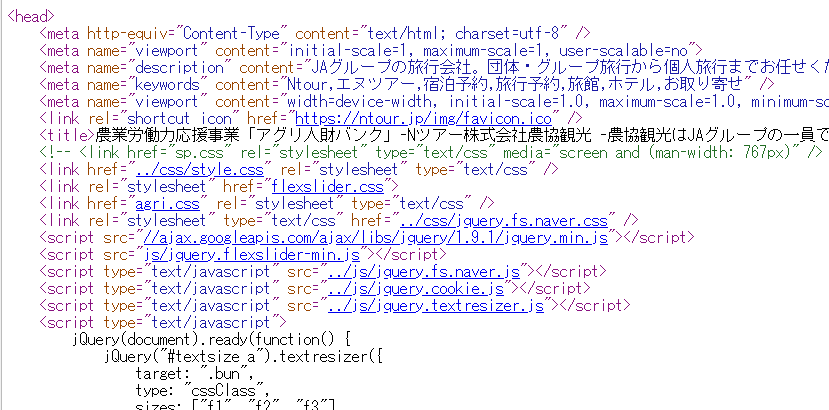 <head>
<meta http-equiv="Content-Type" content="text/html; charset=utf-8" />
<meta name="viewport" content="initial-scale=1, maximum-scale=1, user-scalable=no">
<meta name="description" content="JAグループの旅行会社。団体・グループ旅行から個人旅行までお任せくだ
<meta name="keywords" content="Ntour,エヌツアー,宿泊予約,旅行予約,旅館,ホテル,お取り寄せ" />
<meta name="viewport" content="width=device-width, initial-scale=1.0, maximum-scale=1.0, minimum-sc
<link rel="shortcut icon" href="https://ntour.jp/img/favicon.ico" />
<title>農業労働力応援事業「アグリ人財バンク」-Nツアー株式会社農協観光 -農協観光はJAグループの一員で
<!-- <link href="sp.css" rel="stylesheet" type="text/css" media="screen and (man-width: 767px)" />
<link href="../css/style.css" rel="stylesheet" type="text/css" />
<link rel="stylesheet" href="flexslider.css">
<link href="agri.css" rel="stylesheet" type="text/css" />
<link rel="stylesheet" type="text/css" href="../css/jquery.fs.naver.css" />
<script src="//ajax.googleapis.com/ajax/libs/jquery/1.9.1/jquery.min.js"></script>
<script src="js/jquery.flexslider-min.js"></script>
<script type="text/javascript" src="../js/jquery.fs.naver.js"></script>
<script type="text/javascript" src="../js/jquery.cookie.js"></script>
<script type="text/javascript" src="../js/jquery.textresizer.js"></script>
<script type="text/javascript">
jQuery(document).ready(function() {
jQuery("#textsize a").textresizer({
target: ".bun",
type: "cssClass",
sizes: ["f1", "f2", "f3"]